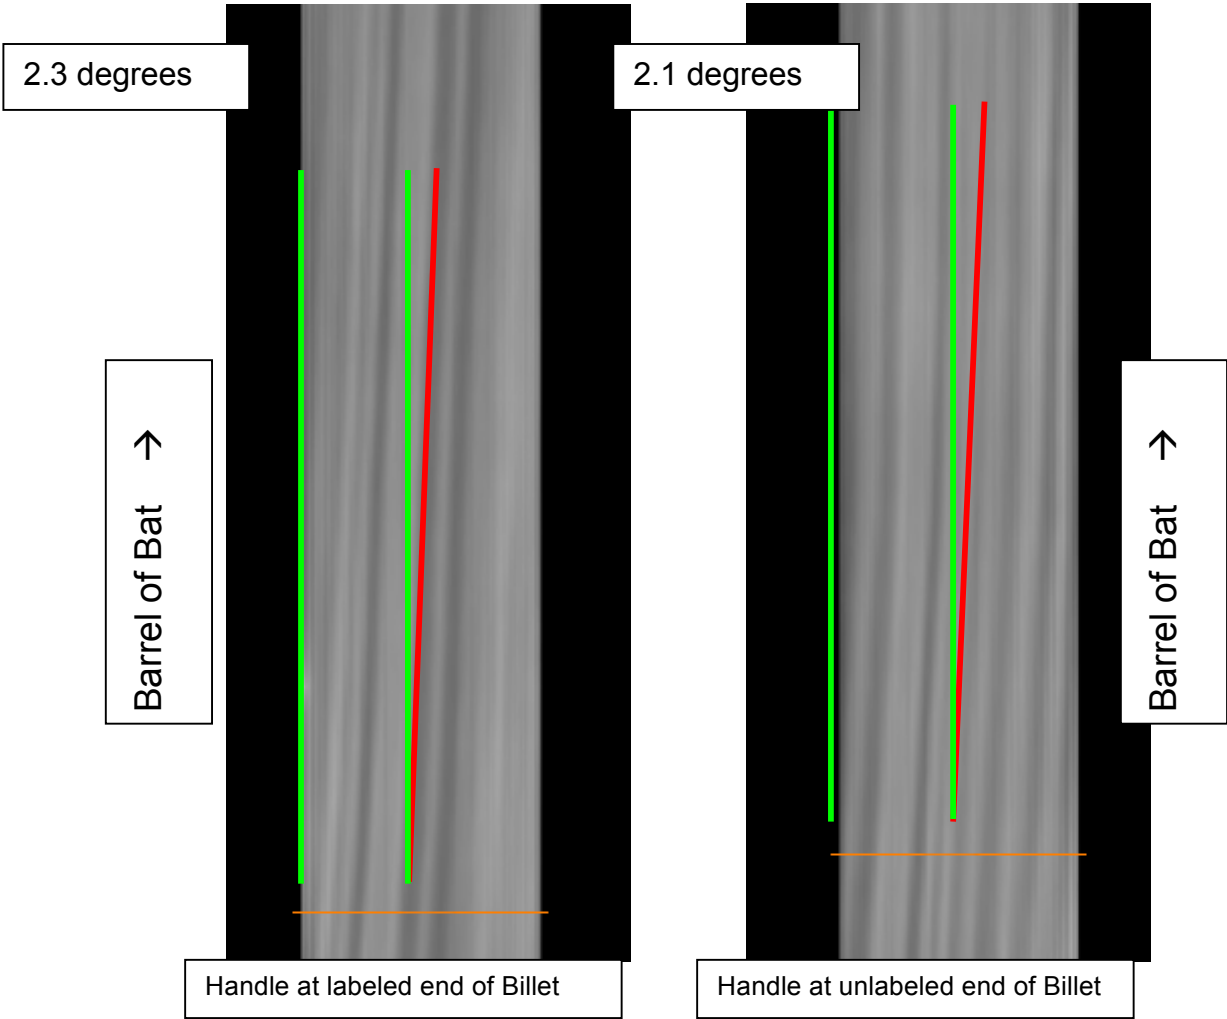 2.3 degrees
2.1 degrees
Barrel of Bat →
Barrel of Bat →
Handle at labeled end of Billet
Handle at unlabeled end of Billet